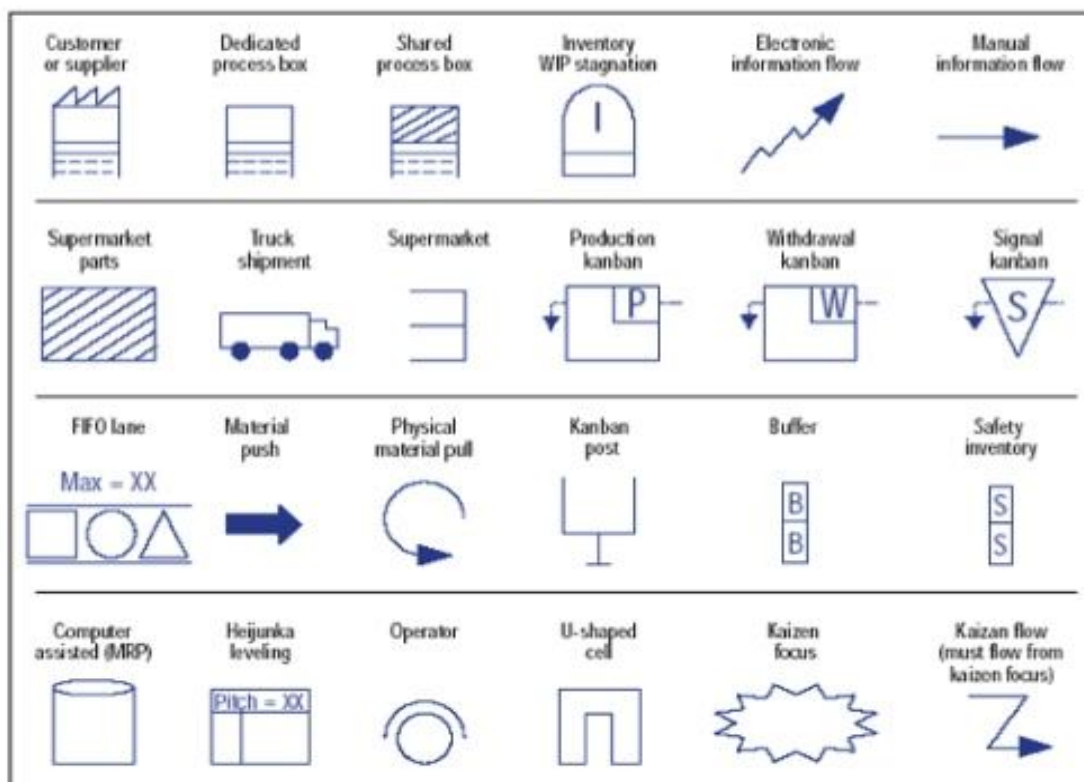 Customer
or supplier
Dedicated
process box
Shared
process box
Inventory
WIP stagnation
Electronic
information flow
Manual
information flow
I
Supermarket
parts
Truck
shipment
Supermarket
Production
kanban
Withdrawal
kanban
Signal
kanban
P
W
S
FIFO lane
Material
push
Physical
material pull
Kanban
post
Buffer
Safety
inventory
Max = XX
B
B
S
S
Computer
assisted (MRP)
Heijunka
leveling
Operator
U-shaped
cell
Kaizen
focus
Kaizan flow
(must flow from
kaizen focus)
Pitch = XX